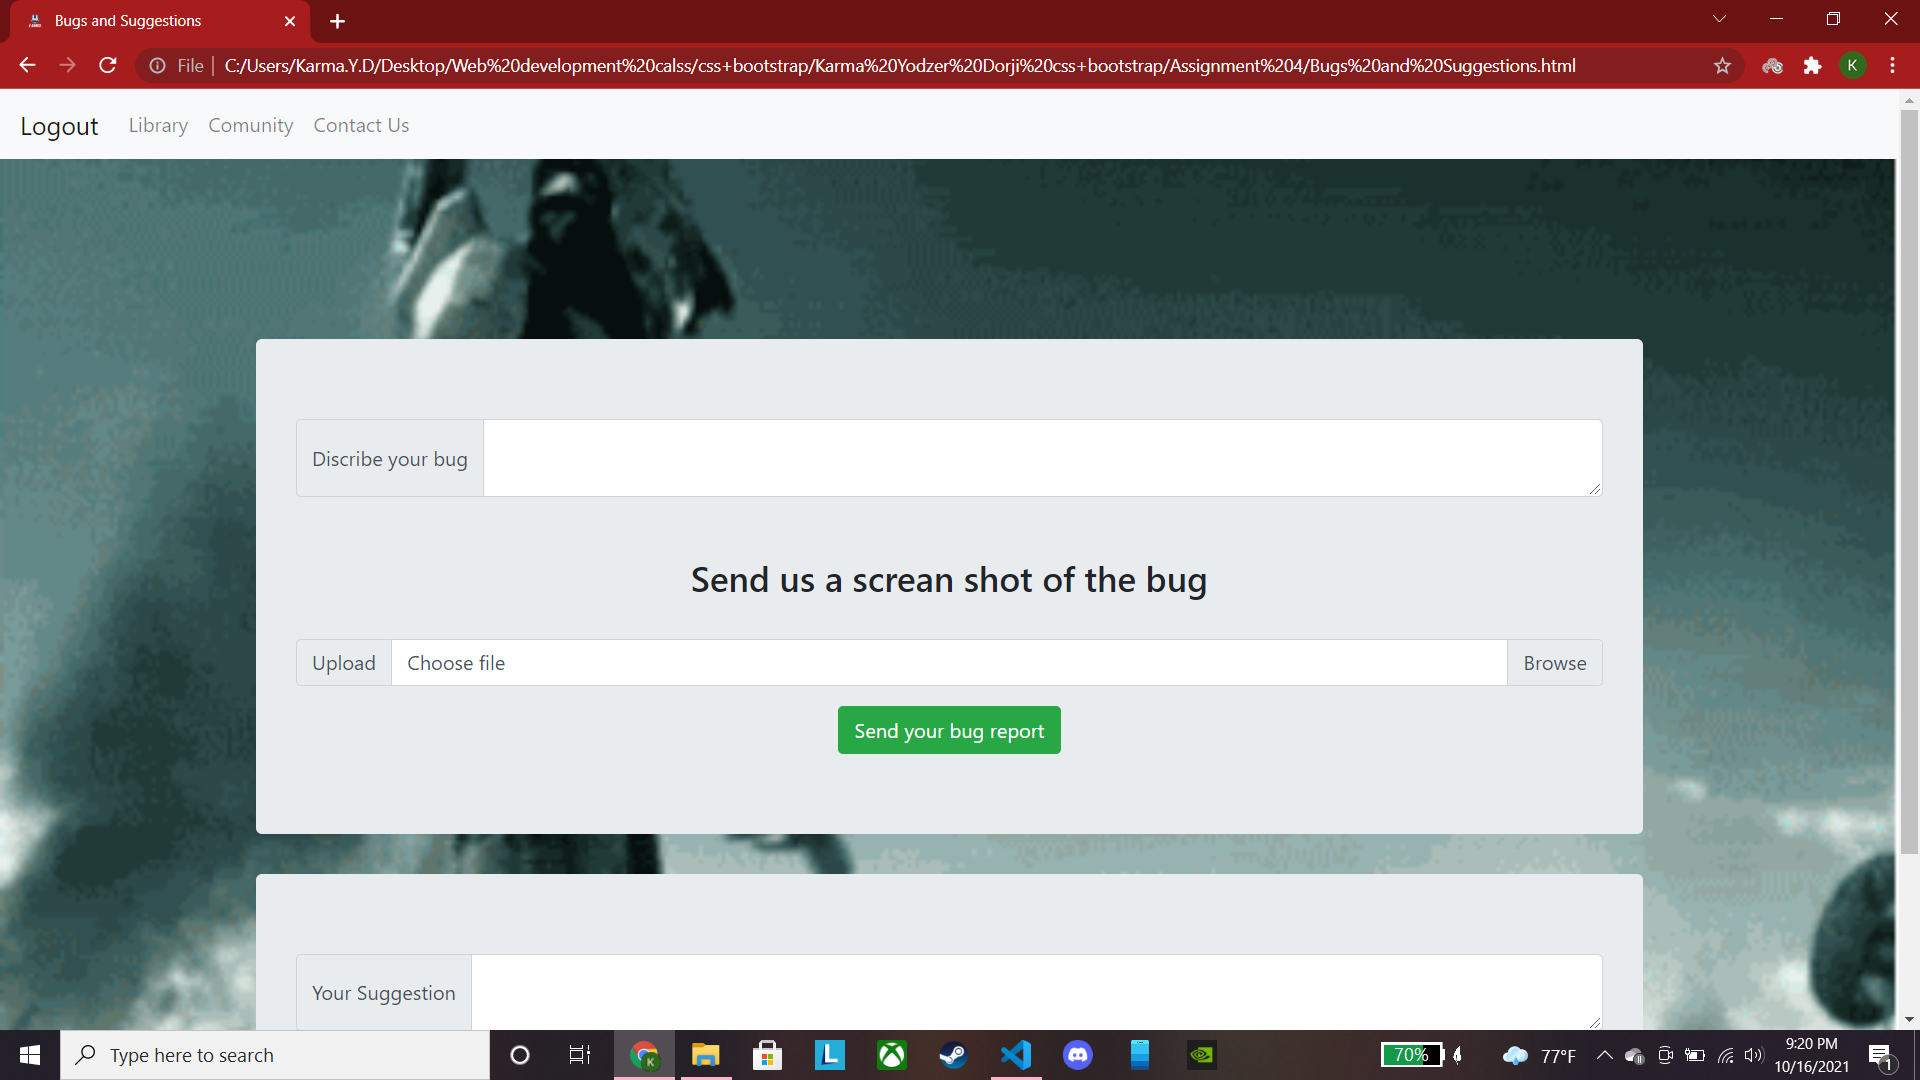 Bugs and Suggestions
File
C:/Users/Karma.Y.D/Desktop/Web%20development%20calss/css+bootstrap/Karma%20Yodzer%20Dorji%20css+bootstrap/Assignment%204/Bugs%20and%20Suggestions.html
K
Logout Library Comunity Contact Us
Discribe your bug
Send us a screan shot of the bug
Upload Choose file Browse
Send your bug report
Your Suggestion
Type here to search
K
L
70%
77°F
9:20 PM
10/16/2021
1